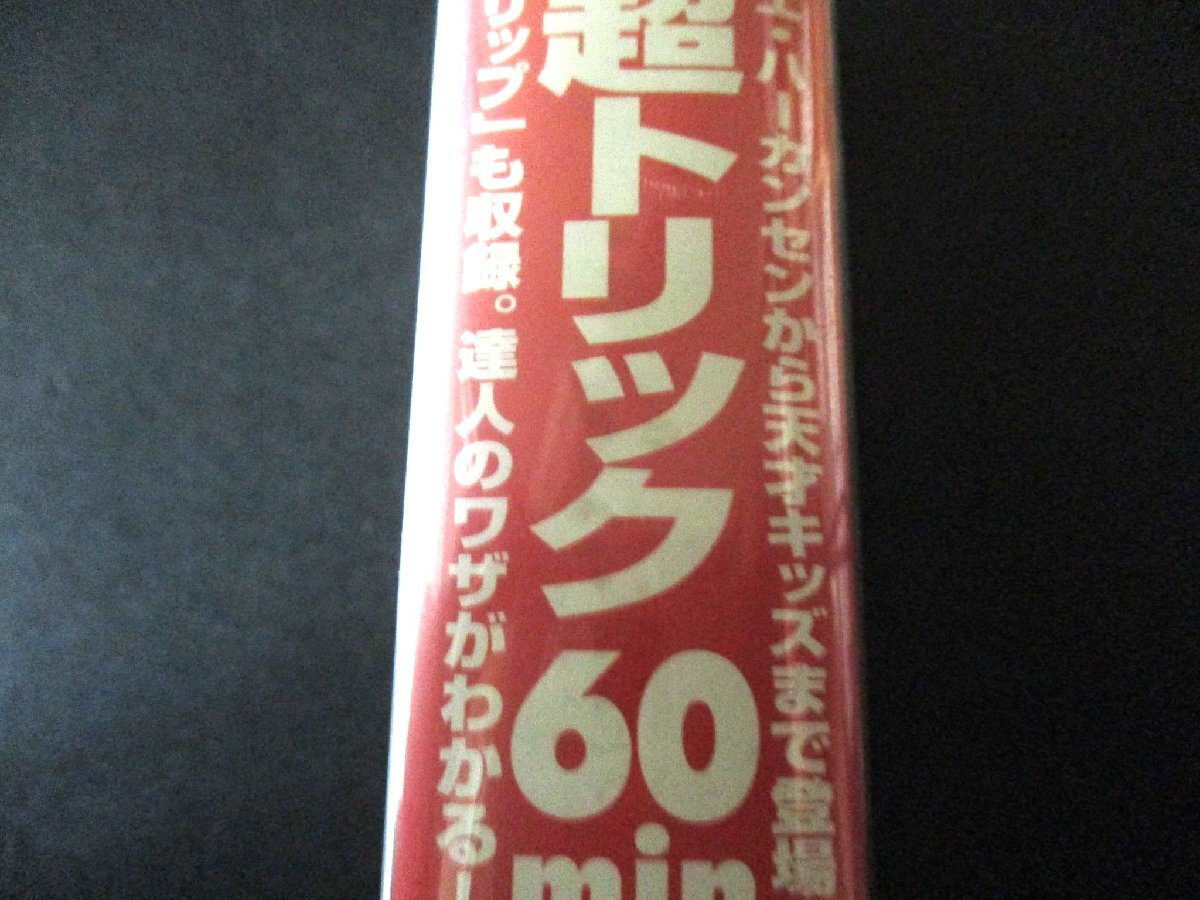 エ・ハーカンセンから天才キッズまで登場
超トリック60min
リップ」も収録。達人のワザがわかる!